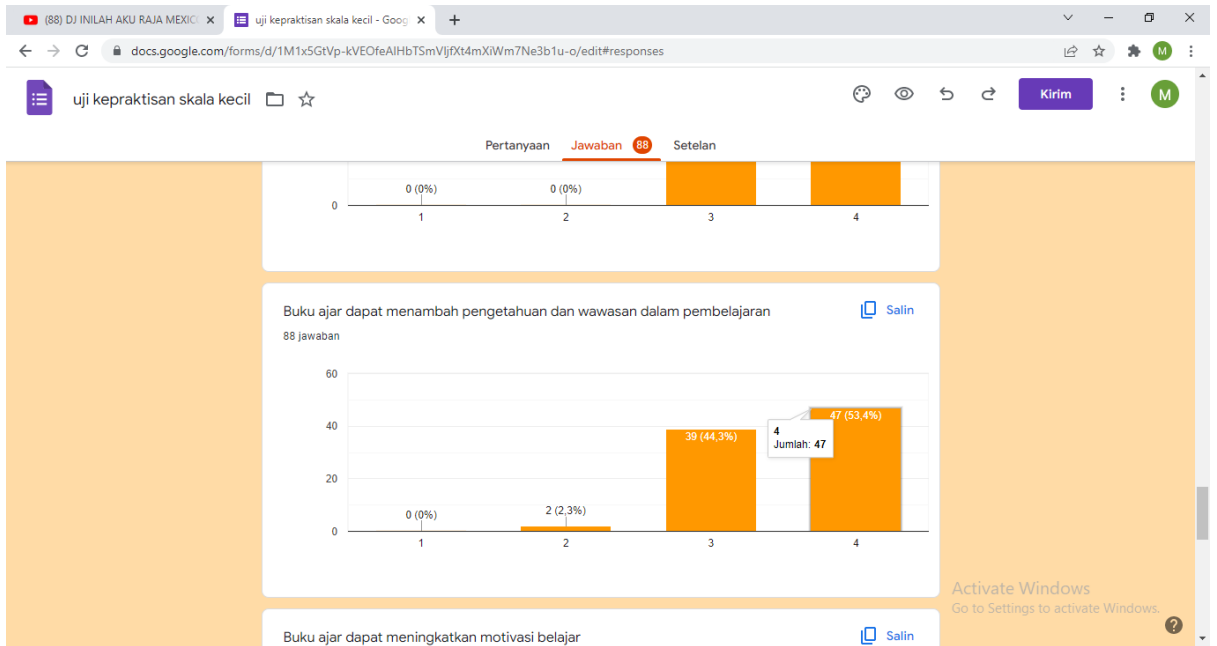 (88) DJ INILAH AKU RAJA MEXIC
uji kepraktisan skala kecil - Goog
docs.google.com/forms/d/1M1x5GtVp-kVEOfeAlHbTSmVIjfXt4mXiWm7Ne3b1u-o/edit#responses
M
uji kepraktisan skala kecil
Kirim
M
Pertanyaan Jawaban 88 Setelan
0 (0%) 0 (0%)
0
1 2 3 4
Buku ajar dapat menambah pengetahuan dan wawasan dalam pembelajaran
Salin
88 jawaban
60
40
20
0
0 (0%) 2 (2,3%) 39 (44,3%) 47 (53,4%)
4
Jumlah: 47
1 2 3 4
Activate Windows
Go to Settings to activate Windows.
?
Buku ajar dapat meningkatkan motivasi belajar
Salin